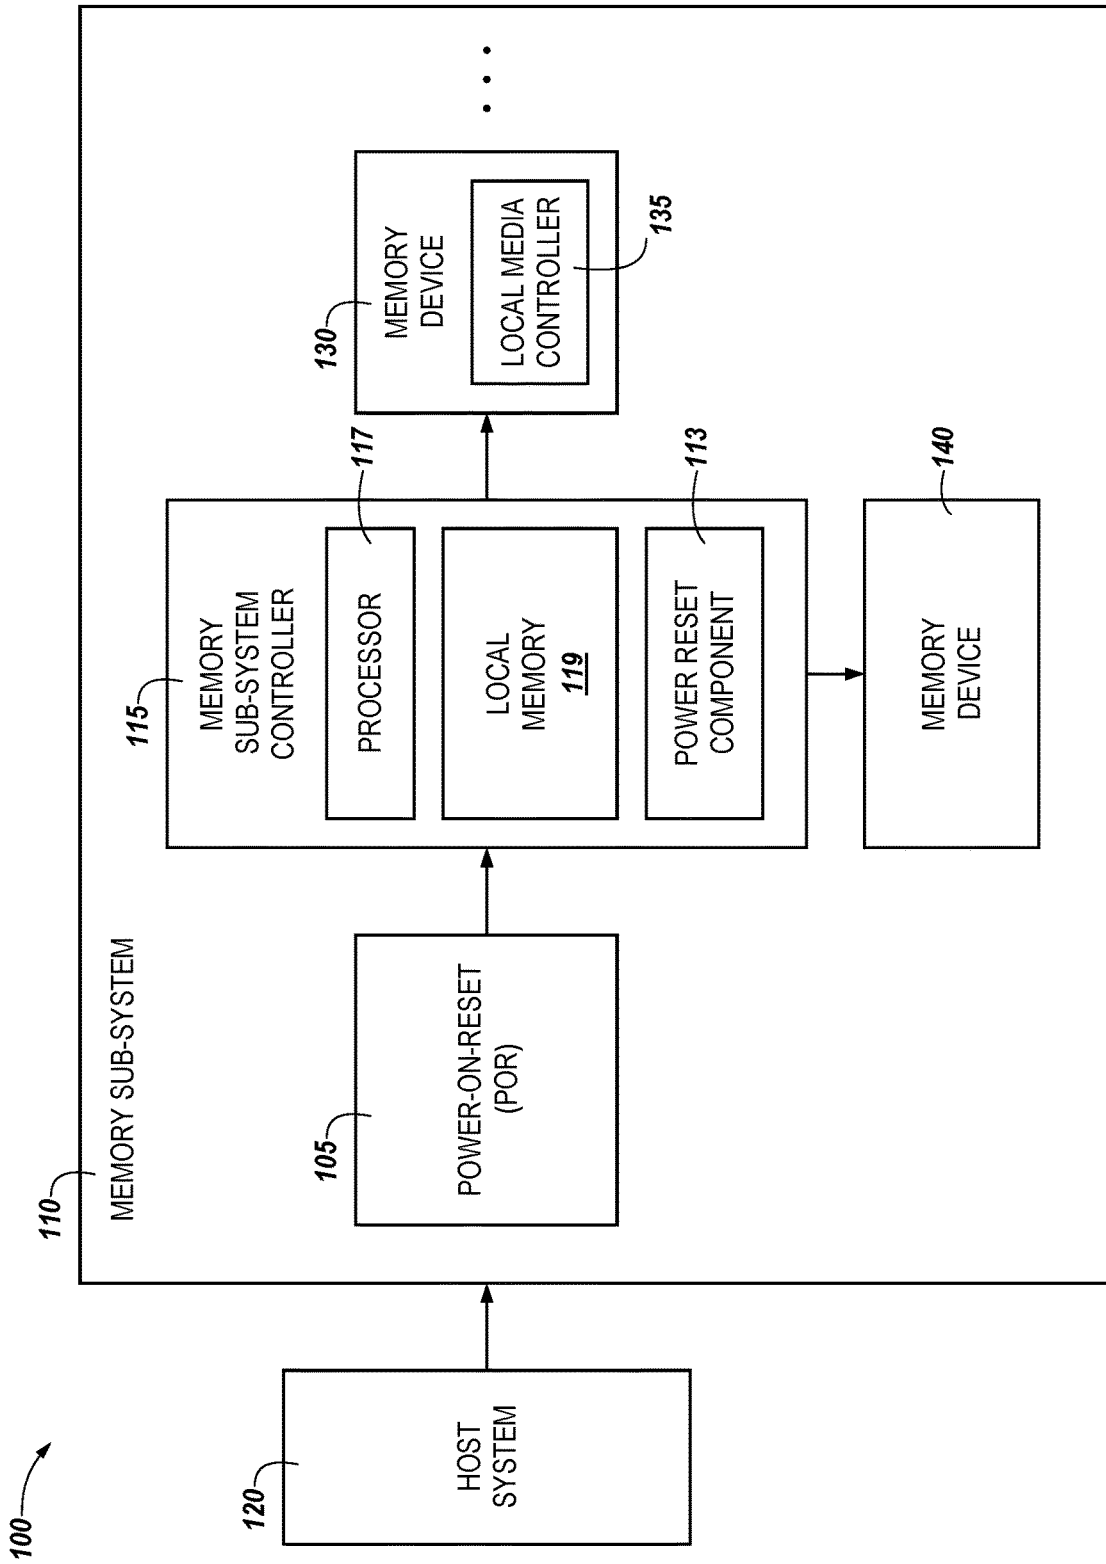 100
110
MEMORY SUB-SYSTEM
120
HOST
SYSTEM
105
POWER-ON-RESET
(POR)
115
MEMORY
SUB-SYSTEM
CONTROLLER
117
PROCESSOR
LOCAL
MEMORY
119
113
POWER RESET
COMPONENT
130
MEMORY
DEVICE
LOCAL MEDIA
CONTROLLER
135
140
MEMORY
DEVICE